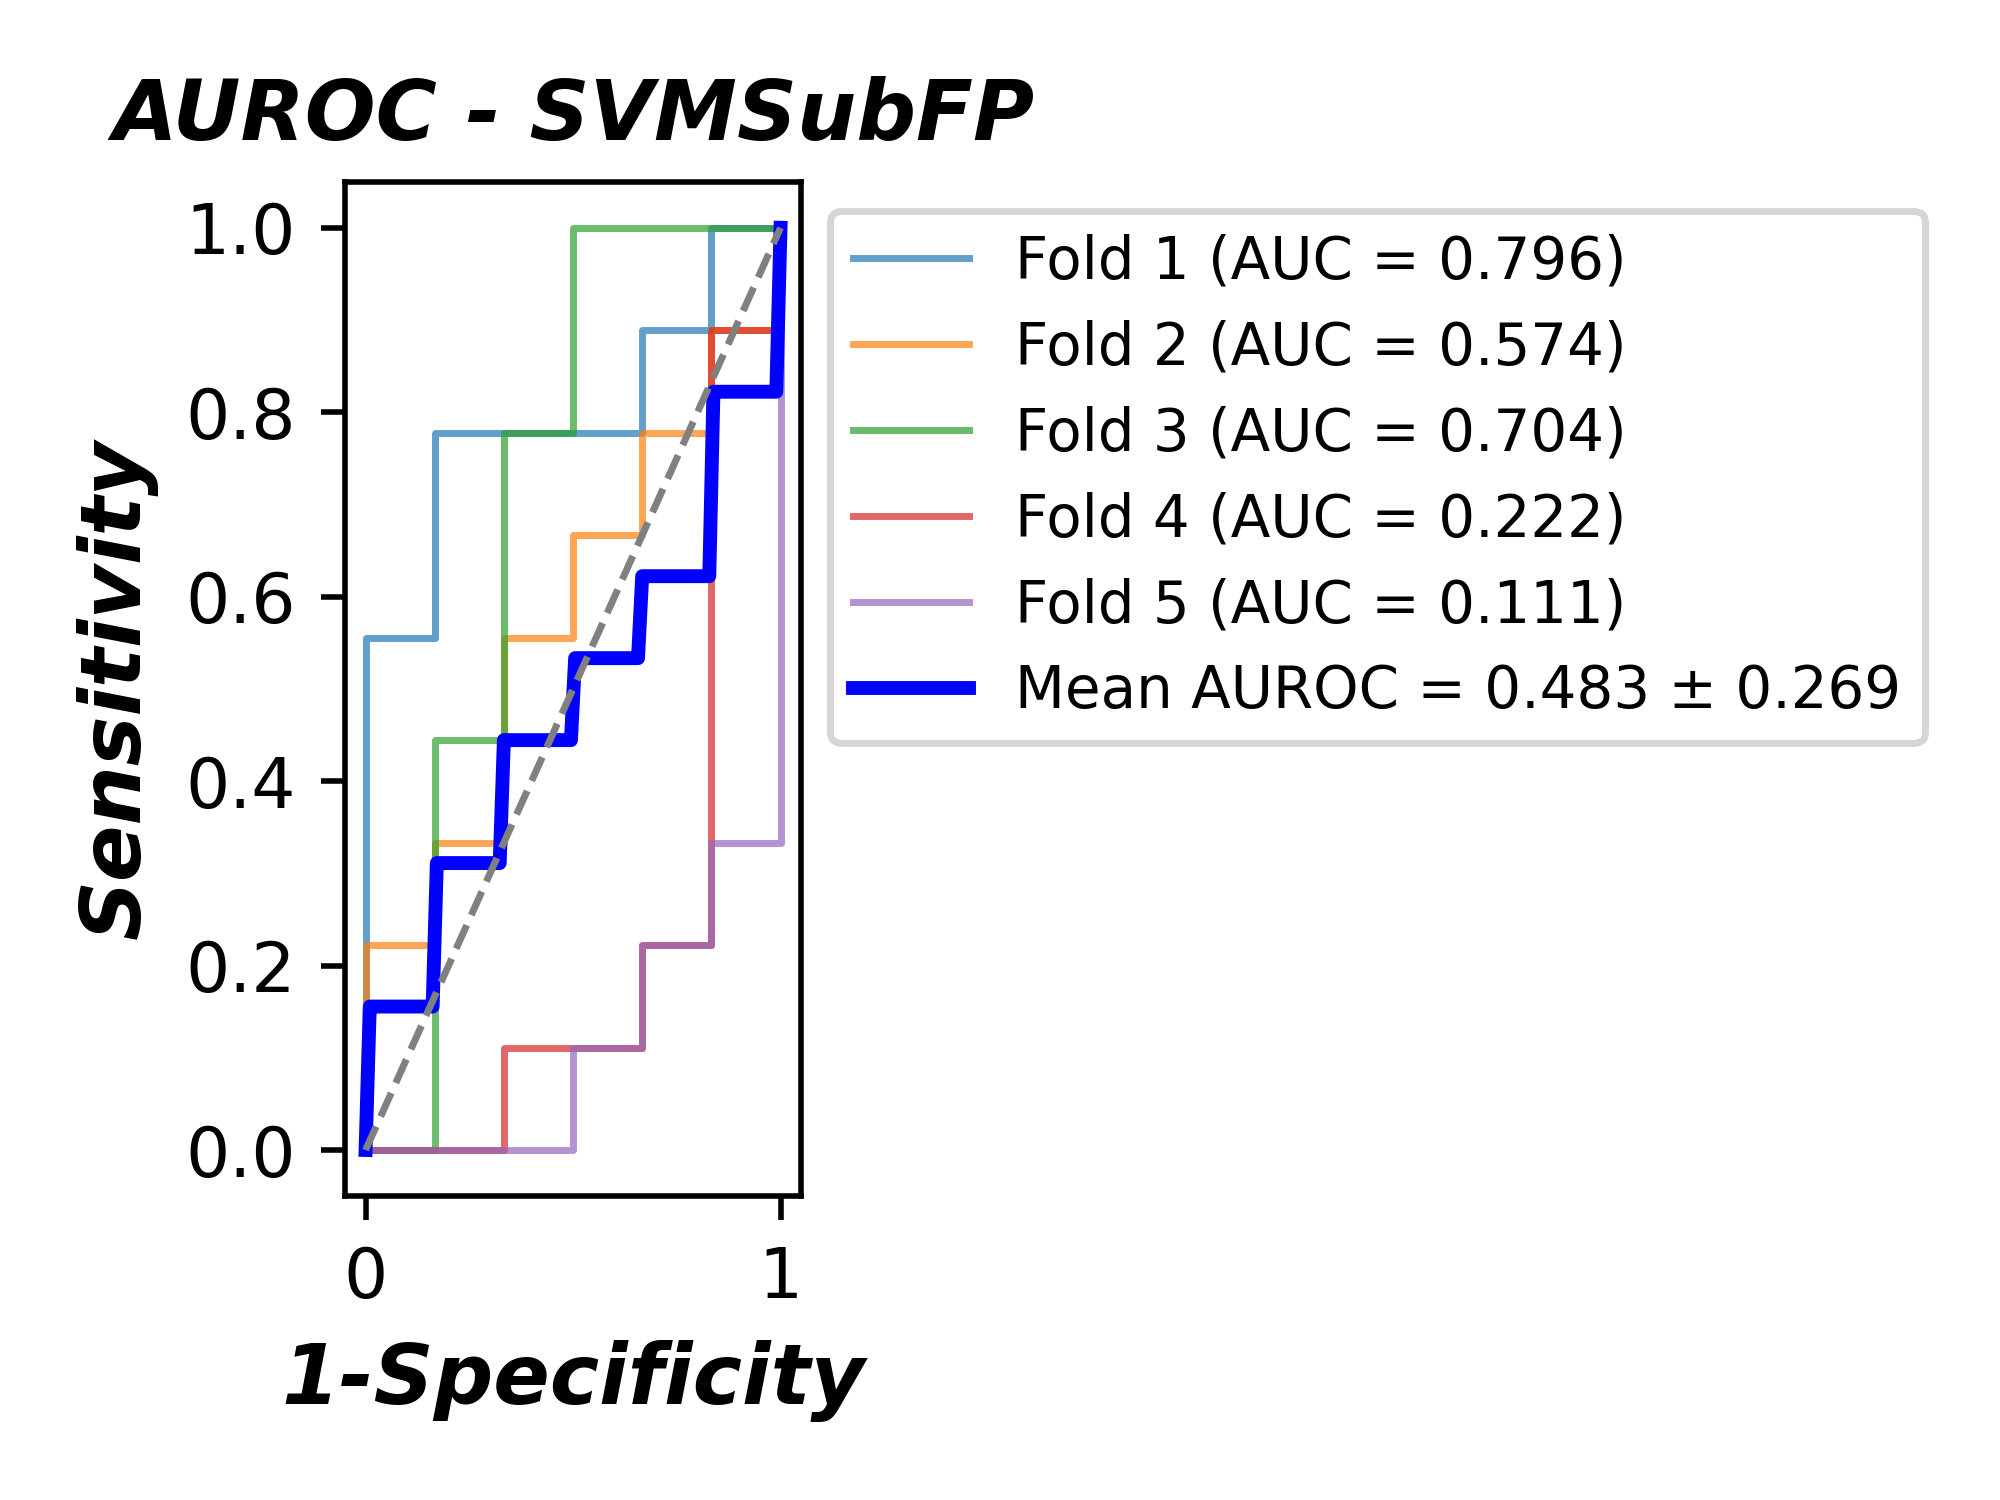 AUROC - SVMSubFP
Sensitivity
1.0
0.8
0.6
0.4
0.2
0.0
0 1
1-Specificity
Fold 1 (AUC = 0.796)
Fold 2 (AUC = 0.574)
Fold 3 (AUC = 0.704)
Fold 4 (AUC = 0.222)
Fold 5 (AUC = 0.111)
Mean AUROC = 0.483 ± 0.269